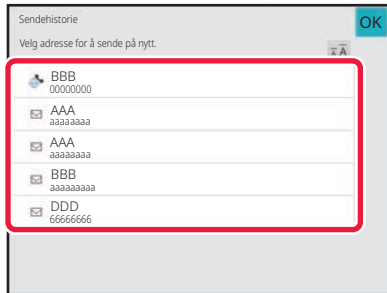 Sendehistorie
OK
Velg adresse for å sende på nytt.
A A
BBB
00000000
AAA
aaaaaaaa
AAA
aaaaaaaa
BBB
aaaaaaaaa
DDD
66666666